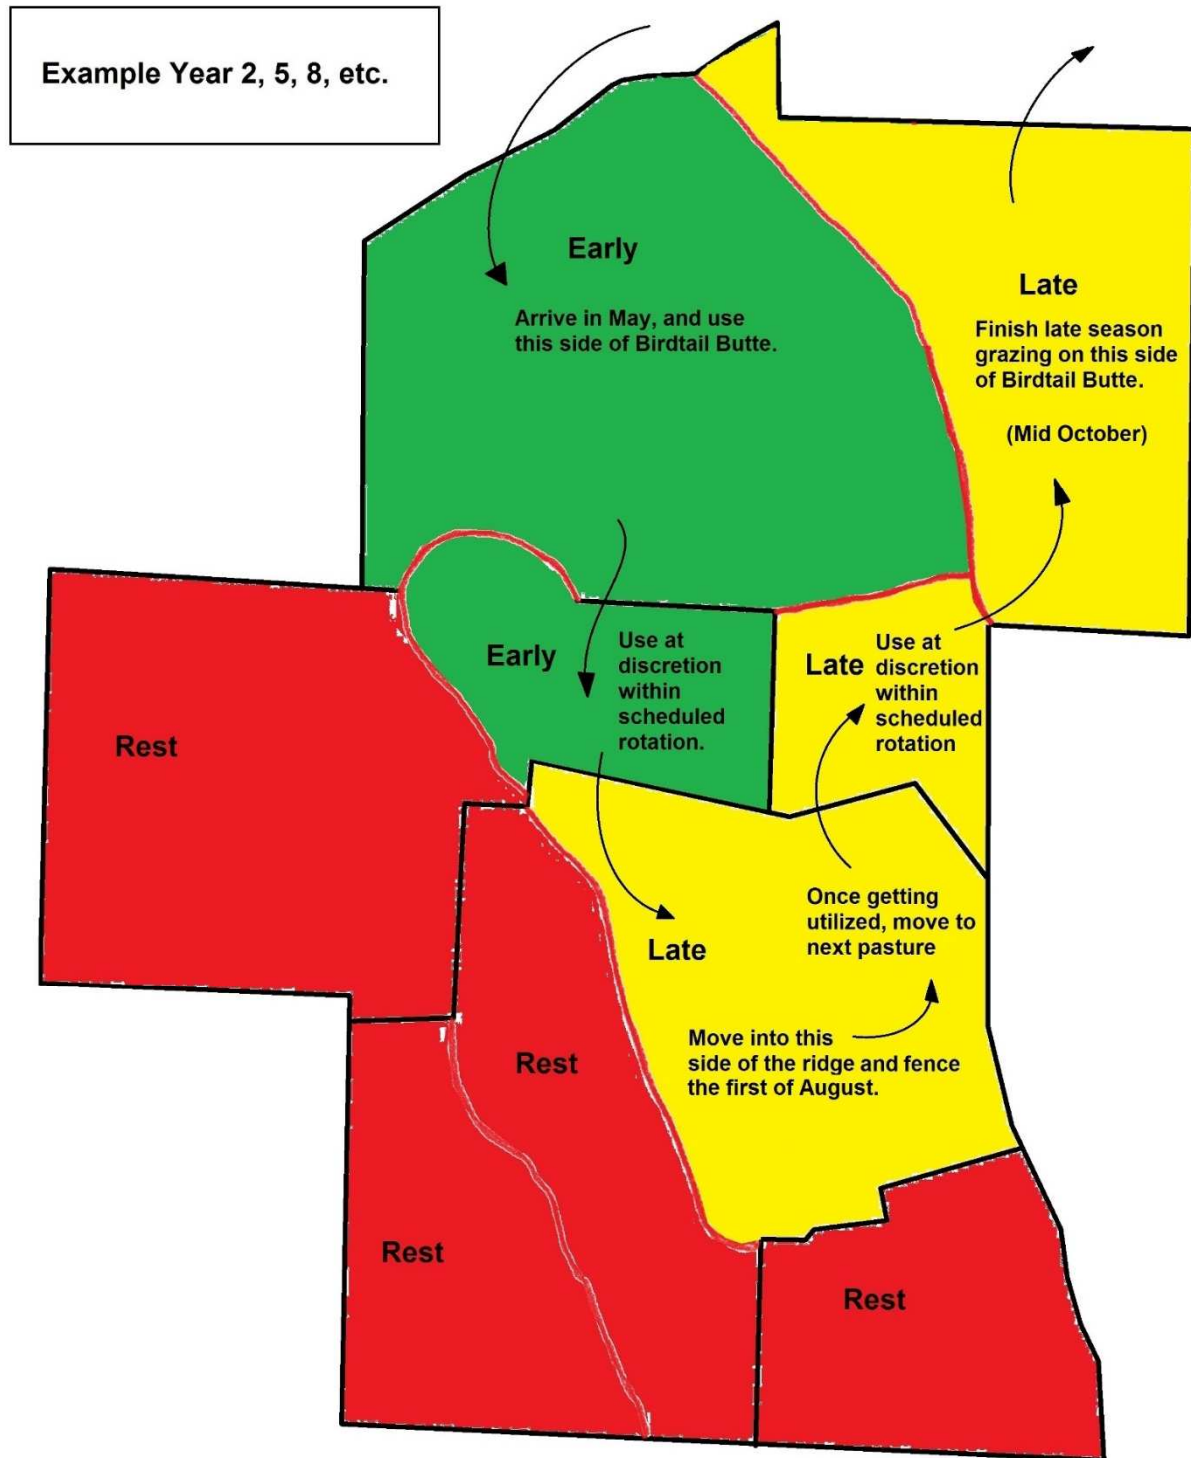 Example Year 2, 5, 8, etc.
Early
Arrive in May, and use
this side of Birdtail Butte.
Late
Finish late season
grazing on this side
of Birdtail Butte.
(Mid October)
Early
Use at
discretion
within
scheduled
rotation.
Late
Use at
discretion
within
scheduled
rotation
Rest
Late
Once getting
utilized, move to
next pasture
Move into this
side of the ridge and fence
the first of August.
Rest
Rest
Rest